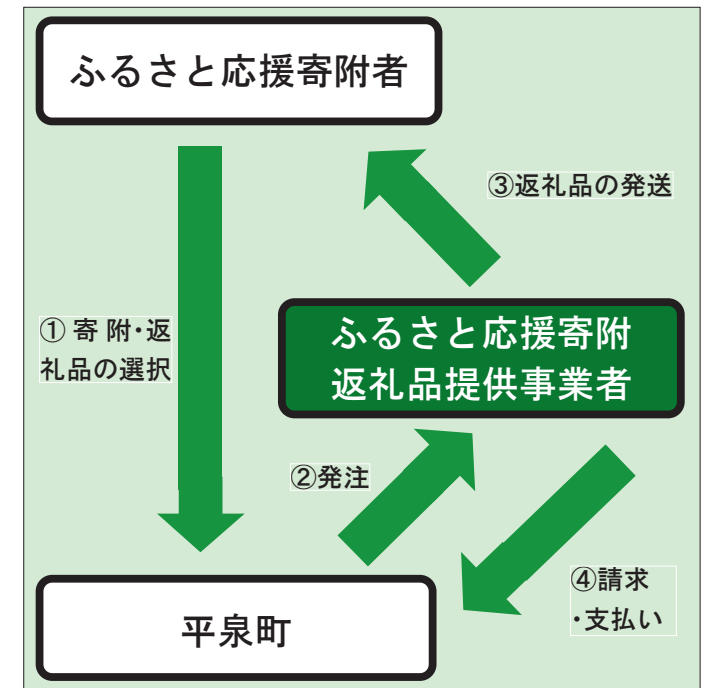 ふるさと応援寄附者
③返礼品の発送
① 寄 附・返
礼品の選択
ふるさと応援寄附
返礼品提供事業者
②発注
④請求
・支払い
平泉町